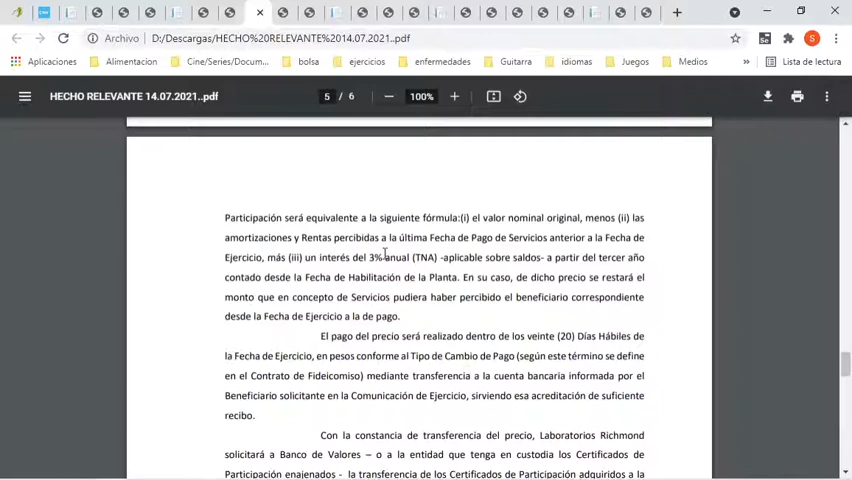 Archivo | D:/Descargas/HECHO%20RELEVANTE%2014.07.2021..pdf
Aplicaciones Alimentacion Cine/Series/Docum... bolsa ejercicios enfermedades Guitarra idiomas Juegos Medios » Lista de lectura
HECHO RELEVANTE 14.07.2021..pdf 5 / 6 — 100% +
Participación será equivalente a la siguiente fórmula:(i) el valor nominal original, menos (ii) las
amortizaciones y Rentas percibidas a la última Fecha de Pago de Servicios anterior a la Fecha de
Ejercicio, más (iii) un interés del 3% anual (TNA) -aplicable sobre saldos- a partir del tercer año
contado desde la Fecha de Habilitación de la Planta. En su caso, de dicho precio se restará el
monto que en concepto de Servicios pudiera haber percibido el beneficiario correspondiente
desde la Fecha de Ejercicio a la de pago.
El pago del precio será realizado dentro de los veinte (20) Días Hábiles de
la Fecha de Ejercicio, en pesos conforme al Tipo de Cambio de Pago (según este término se define
en el Contrato de Fideicomiso) mediante transferencia a la cuenta bancaria informada por el
Beneficiario solicitante en la Comunicación de Ejercicio, sirviendo esa acreditación de suficiente
recibo.
Con la constancia de transferencia del precio, Laboratorios Richmond
solicitará a Banco de Valores – o a la entidad que tenga en custodia los Certificados de
Participación enajenados - la transferencia de los Certificados de Participación adquiridos a la